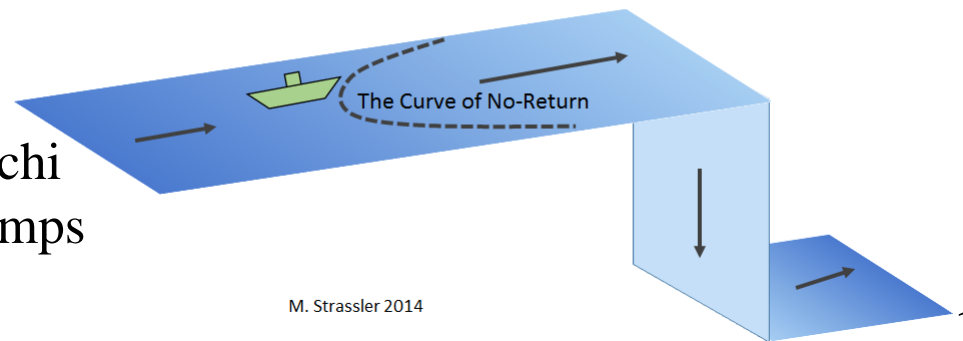 The Curve of No-Return
chi
mps
M. Strassler 2014